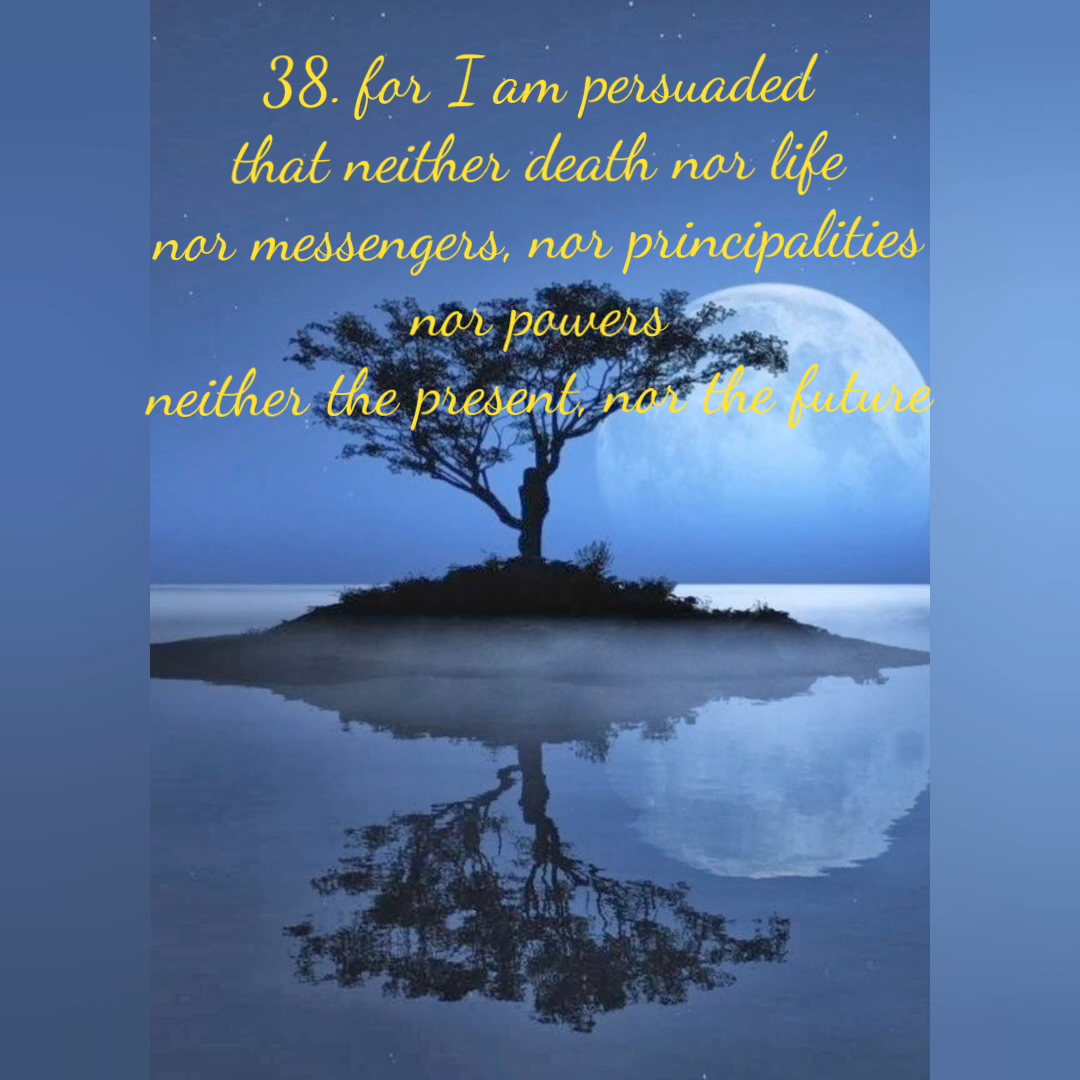 38. for I am persuaded
that neither death nor life
nor messengers, nor principalities
nor powers
neither the present, nor the future